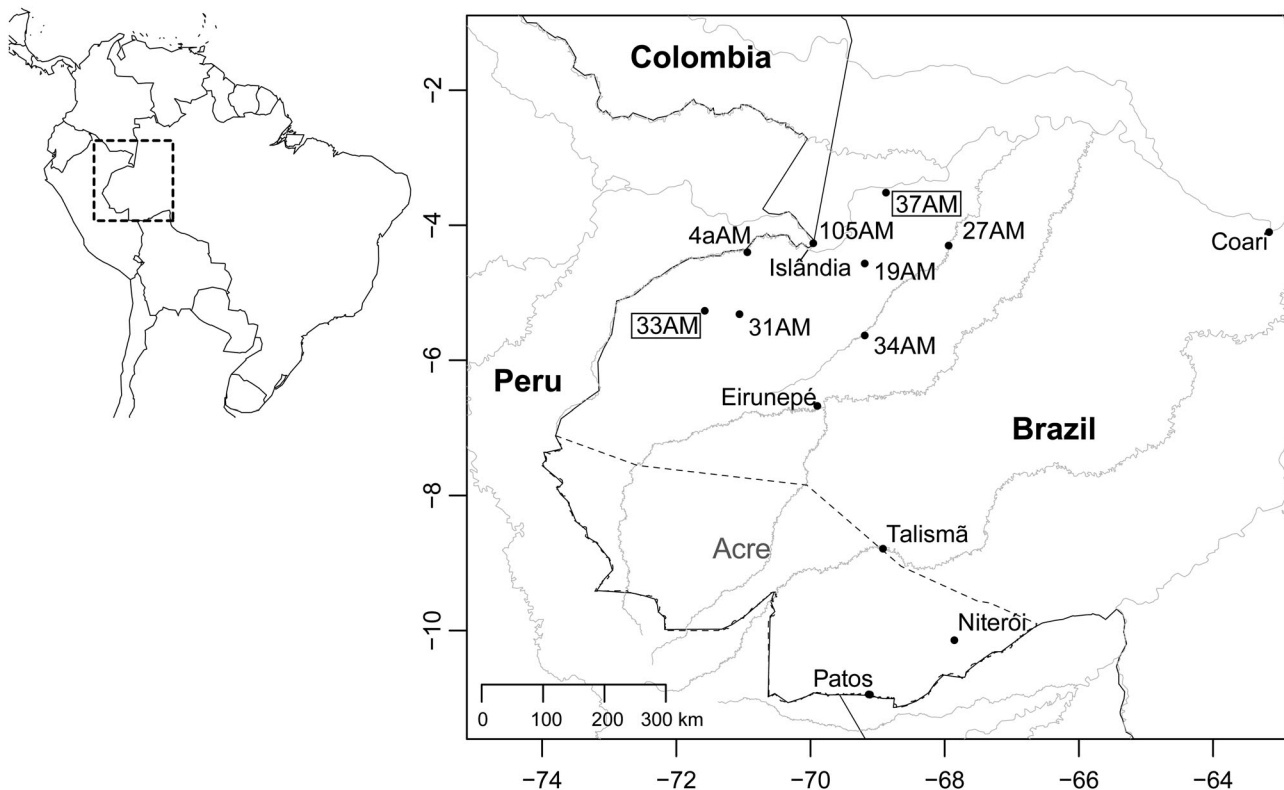 Colombia
−2
37AM
−4
4aAM
105AM
27AM
Coari
Islândia
19AM
33AM
31AM
34AM
−6
Peru
Eirunepé
Brazil
−8
Acre
Talismã
−10
Niterói
Patos
0 100 200 300 km
−74 −72 −70 −68 −66 −64